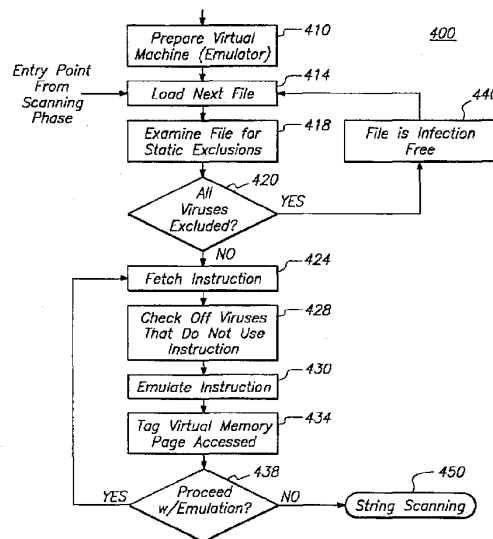 Prepare Virtual
Machine (Emulator)
410
400
Entry Point
From
Scanning
Phase
Load Next File
414
Examine File for
Static Exclusions
418
File is Infection
Free
440
All
Viruses
Excluded?
420
YES
NO
Fetch Instruction
424
Check Off Viruses
That Do Not Use
Instruction
428
Emulate Instruction
430
Tag Virtual Memory
Page Accessed
434
Proceed
w/Emulation?
438
YES
NO
String Scanning
450